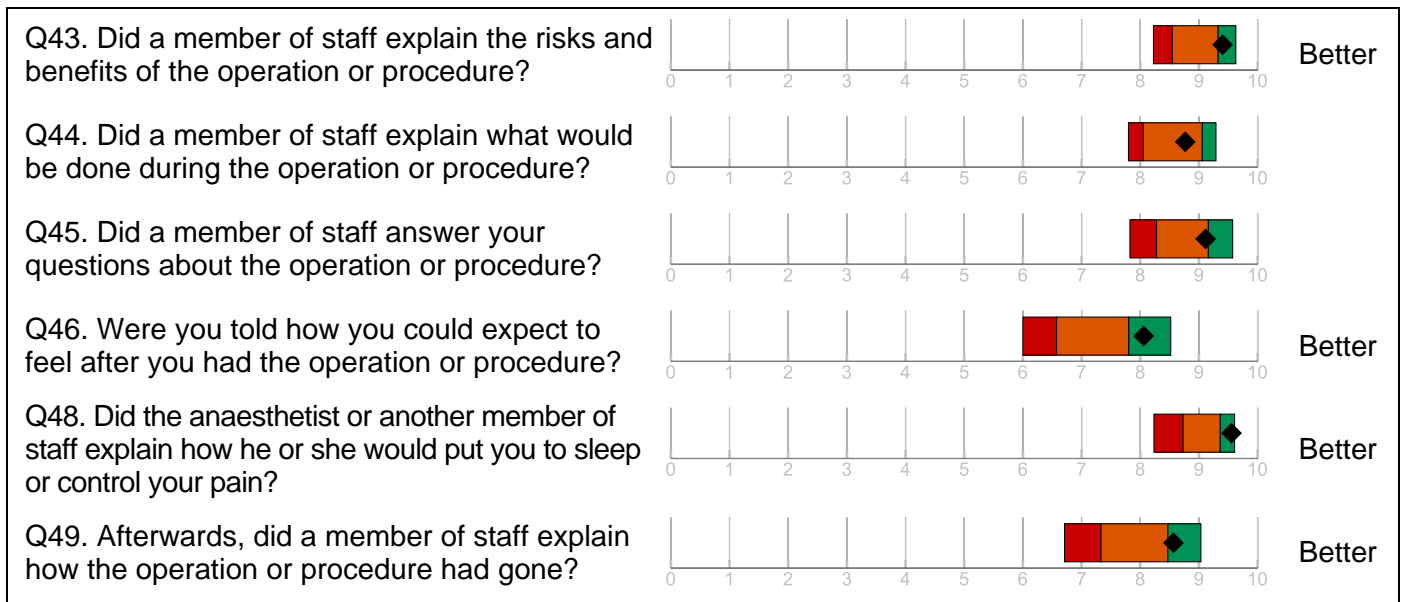 Q43. Did a member of staff explain the risks and
benefits of the operation or procedure?
Better
0 1 2 3 4 5 6 7 8 9 10
Q44. Did a member of staff explain what would
be done during the operation or procedure?
0 1 2 3 4 5 6 7 8 9 10
Q45. Did a member of staff answer your
questions about the operation or procedure?
0 1 2 3 4 5 6 7 8 9 10
Q46. Were you told how you could expect to
feel after you had the operation or procedure?
Better
0 1 2 3 4 5 6 7 8 9 10
Q48. Did the anaesthetist or another member of
staff explain how he or she would put you to sleep
or control your pain?
Better
0 1 2 3 4 5 6 7 8 9 10
Q49. Afterwards, did a member of staff explain
how the operation or procedure had gone?
Better
0 1 2 3 4 5 6 7 8 9 10